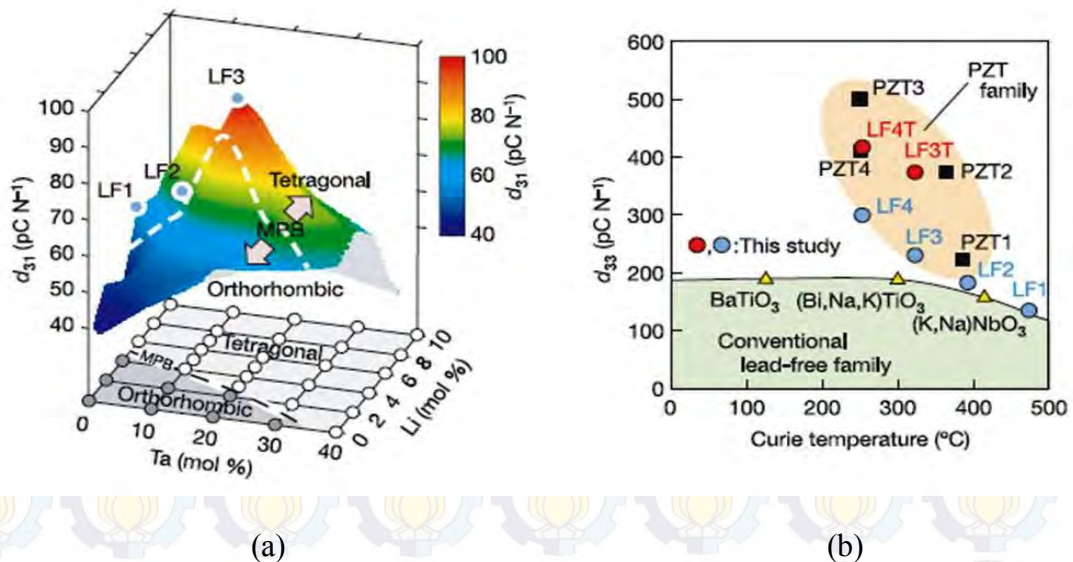 LF3
100
90
80
70
60
50
40
d₃₁ (pC N⁻¹)
LF1
LF2
Tetragonal
MPB
Orthorhombic
100
80
60
40
d₃₁ (pC N⁻¹)
MPB
Tetragonal
Orthorhombic
0
10
20
30
40
Ta (mol %)
0
2
4
6
8
10
Li (mol %)
(a)
600
500
400
300
200
100
0
d₃₃ (pC N⁻¹)
PZT
family
PZT3
LF4T
LF3T
PZT4
PZT2
LF4
LF3
PZT1
LF2
LF1
,  :This study
BaTiO₃
(Bi,Na,K)TiO₃
(K,Na)NbO₃
Conventional
lead-free family
0
100
200
300
400
500
Curie temperature (ºC)
(b)